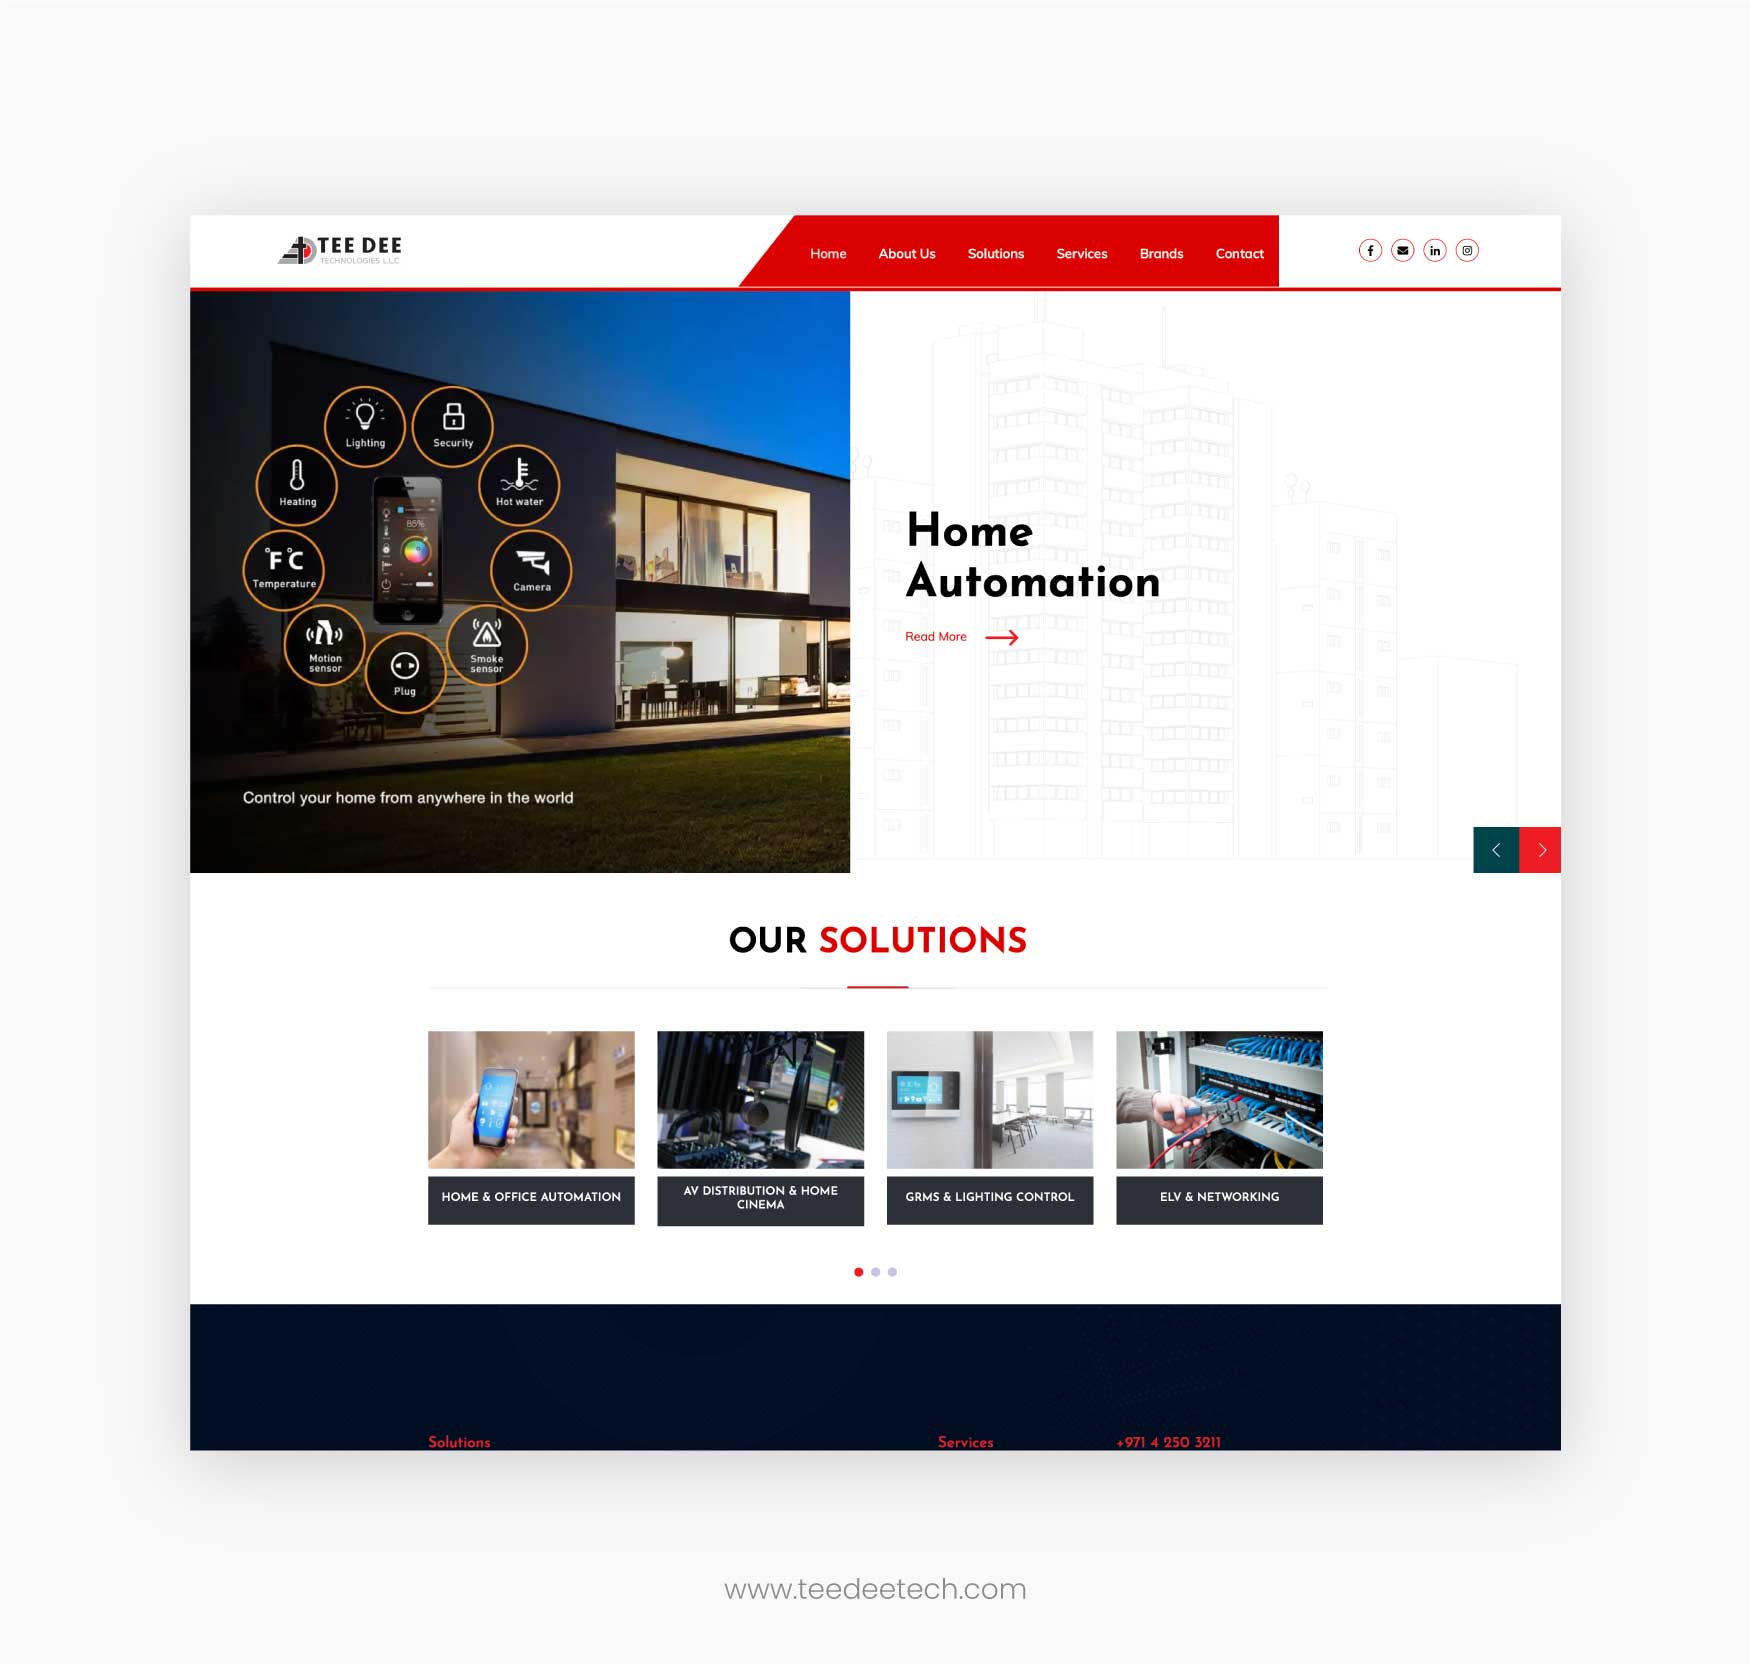 TEE DEE
TECHNOLOGIES L.L.C
Home
About Us
Solutions
Services
Brands
Contact
Lighting
Security
Heating
Hot water
85%
°F °C
Temperature
Camera
Motion
sensor
Smoke
sensor
Plug
Control your home from anywhere in the world
Home
Automation
Read More
OUR SOLUTIONS
HOME & OFFICE AUTOMATION
AV DISTRIBUTION & HOME
CINEMA
GRMS & LIGHTING CONTROL
ELV & NETWORKING
Solutions
Services
+971 4 250 3211
www.teedeetech.com